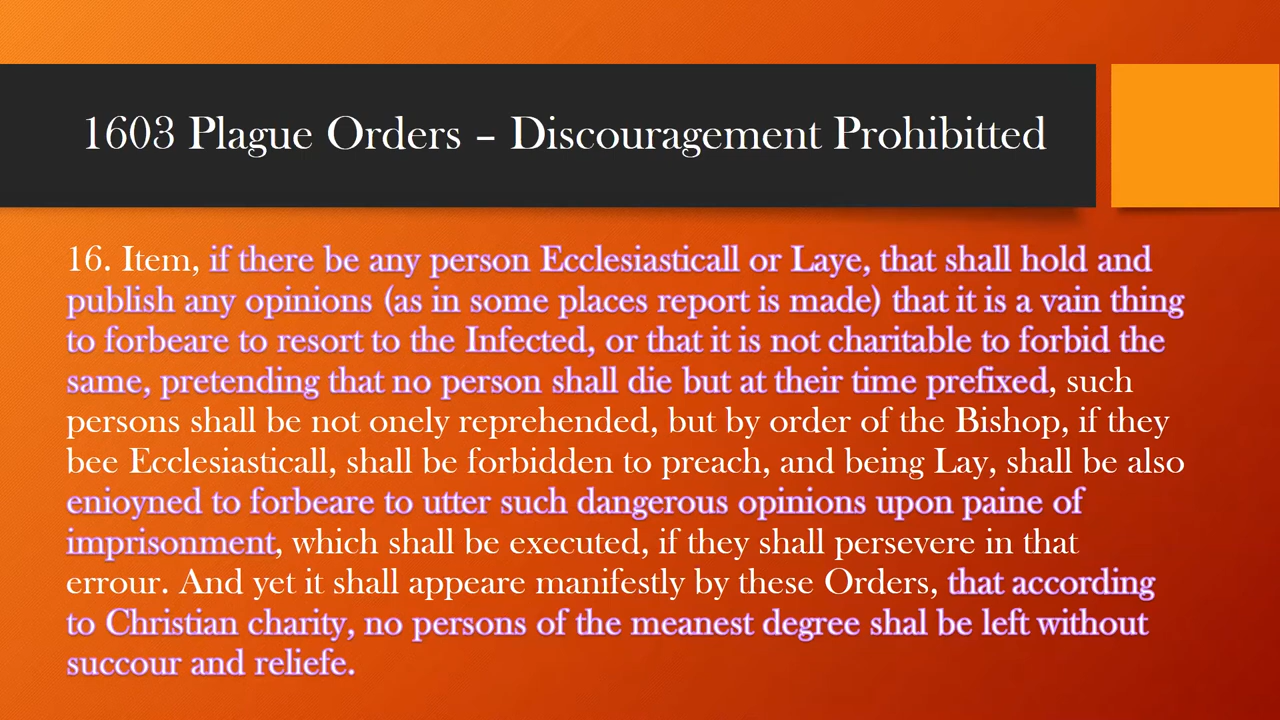 1603 Plague Orders – Discouragement Prohibitted
16. Item, if there be any person Ecclesiasticall or Laye, that shall hold and
publish any opinions (as in some places report is made) that it is a vain thing
to forbeare to resort to the Infected, or that it is not charitable to forbid the
same, pretending that no person shall die but at their time prefixed, such
persons shall be not onely reprehended, but by order of the Bishop, if they
bee Ecclesiasticall, shall be forbidden to preach, and being Lay, shall be also
enioyned to forbeare to utter such dangerous opinions upon paine of
imprisonment, which shall be executed, if they shall persevere in that
errour. And yet it shall appeare manifestly by these Orders, that according
to Christian charity, no persons of the meanest degree shal be left without
succour and reliefe.